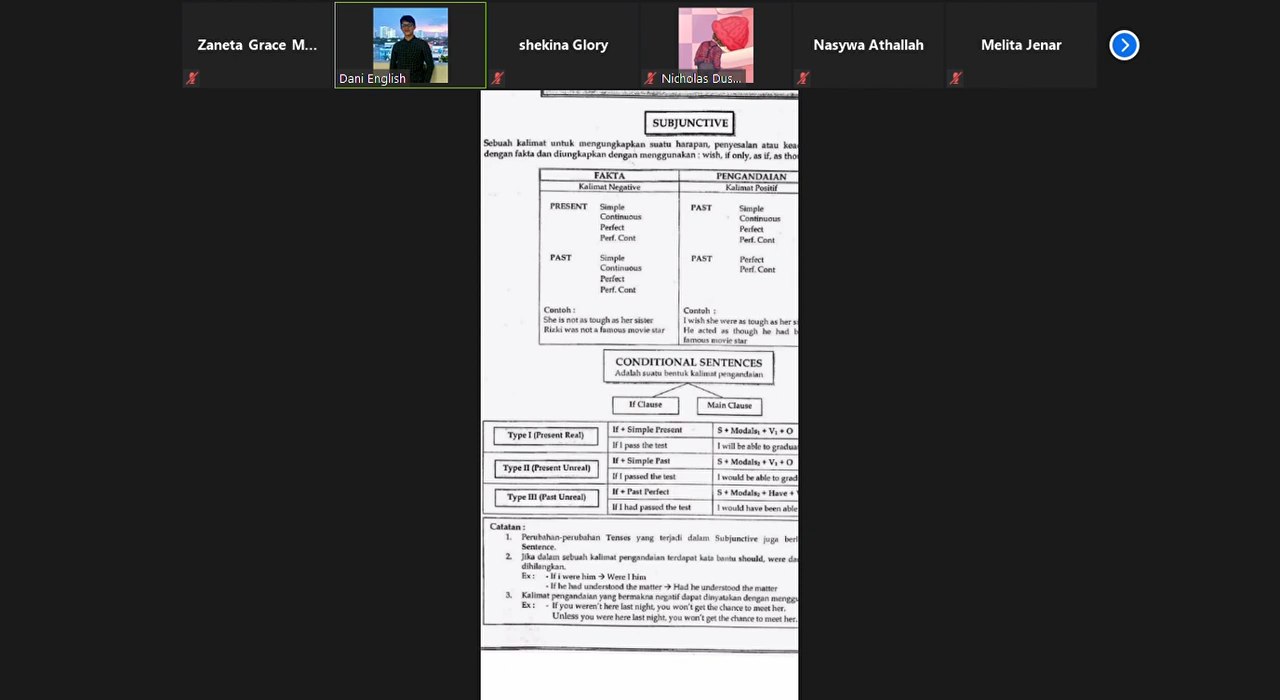 Zaneta Grace M...
Dani English
shekina Glory
Nicholas Dus...
Nasywa Athallah
Melita Jenar
SUBJUNCTIVE
Sebuah kalimat untuk mengungkapkan suatu harapan, penyesalan atau kea
dengan fakta dan diungkapkan dengan menggunakan : wish, if only, as if, as tho
FAKTA PENGANDAIAN
Kalimat Negative Kalimat Positif
PRESENT Simple PAST Simple
Continuous Continuous
Perfect Perfect
Perf. Cont Perf. Cont
PAST Simple PAST Perfect
Continuous Perf. Cont
Perfect
Perf. Cont
Contoh : Contoh :
She is not as tough as her sister I wish she were as tough as her si
Rizki was not a famous movie star He acted as though he had b
famous movie star
CONDITIONAL SENTENCES
Adalah suatu bentuk kalimat pengandaian
If Clause Main Clause
Type I (Present Real) If + Simple Present S + Modals₁ + V₁ + O
If I pass the test I will be able to gradua
Type II (Present Unreal) If + Simple Past S + Modals₂ + V₁ + O
If I passed the test I would be able to grad
Type III (Past Unreal) If + Past Perfect S + Modals₂ + Have +
If I had passed the test I would have been able
Catatan :
1. Perubahan-perubahan Tenses yang terjadi dalam Subjunctive juga berl
Sentence.
2. Jika dalam sebuah kalimat pengandaian terdapat kata bantu should, were da
dihilangkan.
Ex : - If i were him → Were I him
- If he had understood the matter → Had he understood the matter
3. Kalimat pengandaian yang bermakna negatif dapat dinyatakan dengan menggu
Ex : - If you weren't here last night, you won't get the chance to meet her.
Unless you were here last night, you won't get the chance to meet her.